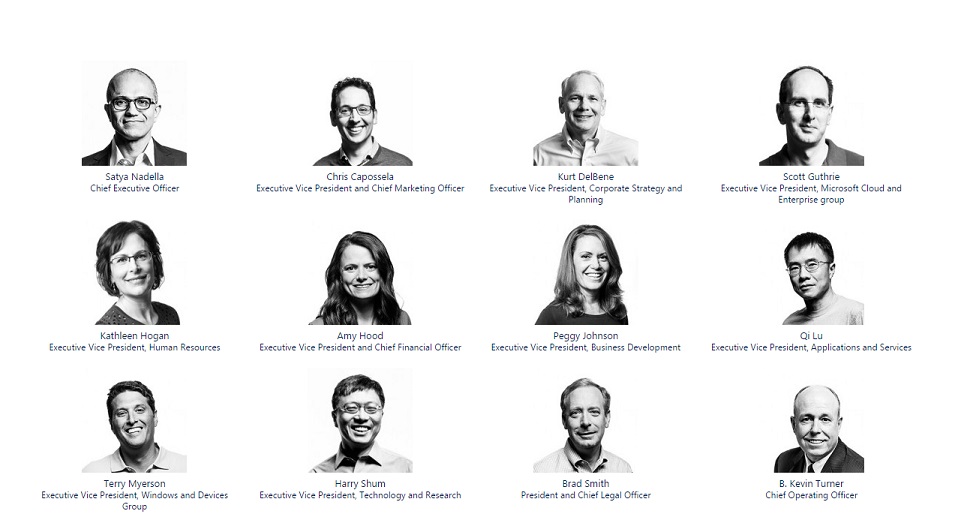 Satya Nadella
Chief Executive Officer
Chris Capossela
Executive Vice President and Chief Marketing Officer
Kurt DelBene
Executive Vice President, Corporate Strategy and
Planning
Scott Guthrie
Executive Vice President, Microsoft Cloud and
Enterprise group
Kathleen Hogan
Executive Vice President, Human Resources
Amy Hood
Executive Vice President and Chief Financial Officer
Peggy Johnson
Executive Vice President, Business Development
Qi Lu
Executive Vice President, Applications and Services
Terry Myerson
Executive Vice President, Windows and Devices
Group
Harry Shum
Executive Vice President, Technology and Research
Brad Smith
President and Chief Legal Officer
B. Kevin Turner
Chief Operating Officer